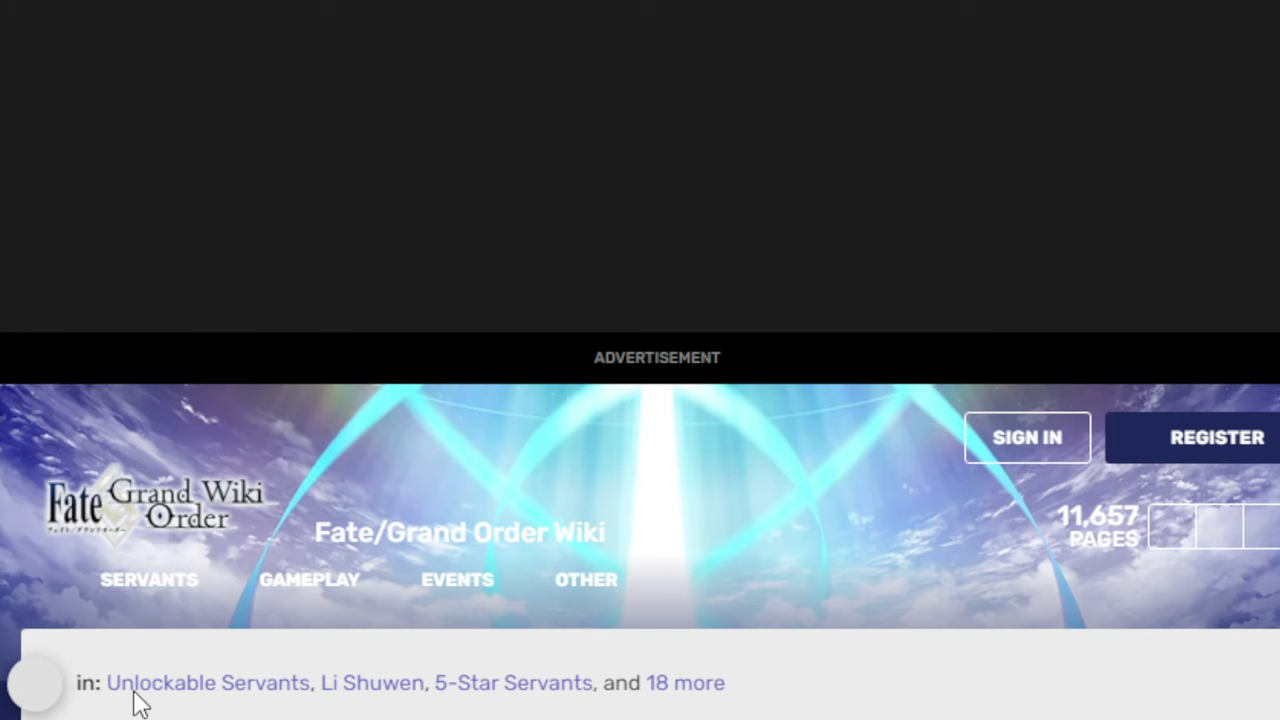 ADVERTISEMENT
SIGN IN
REGISTER
Fate Grand Wiki
Order
Fate/Grand Order Wiki
11,657
PAGES
SERVANTS GAMEPLAY EVENTS OTHER
in: Unlockable Servants, Li Shuwen, 5-Star Servants, and 18 more